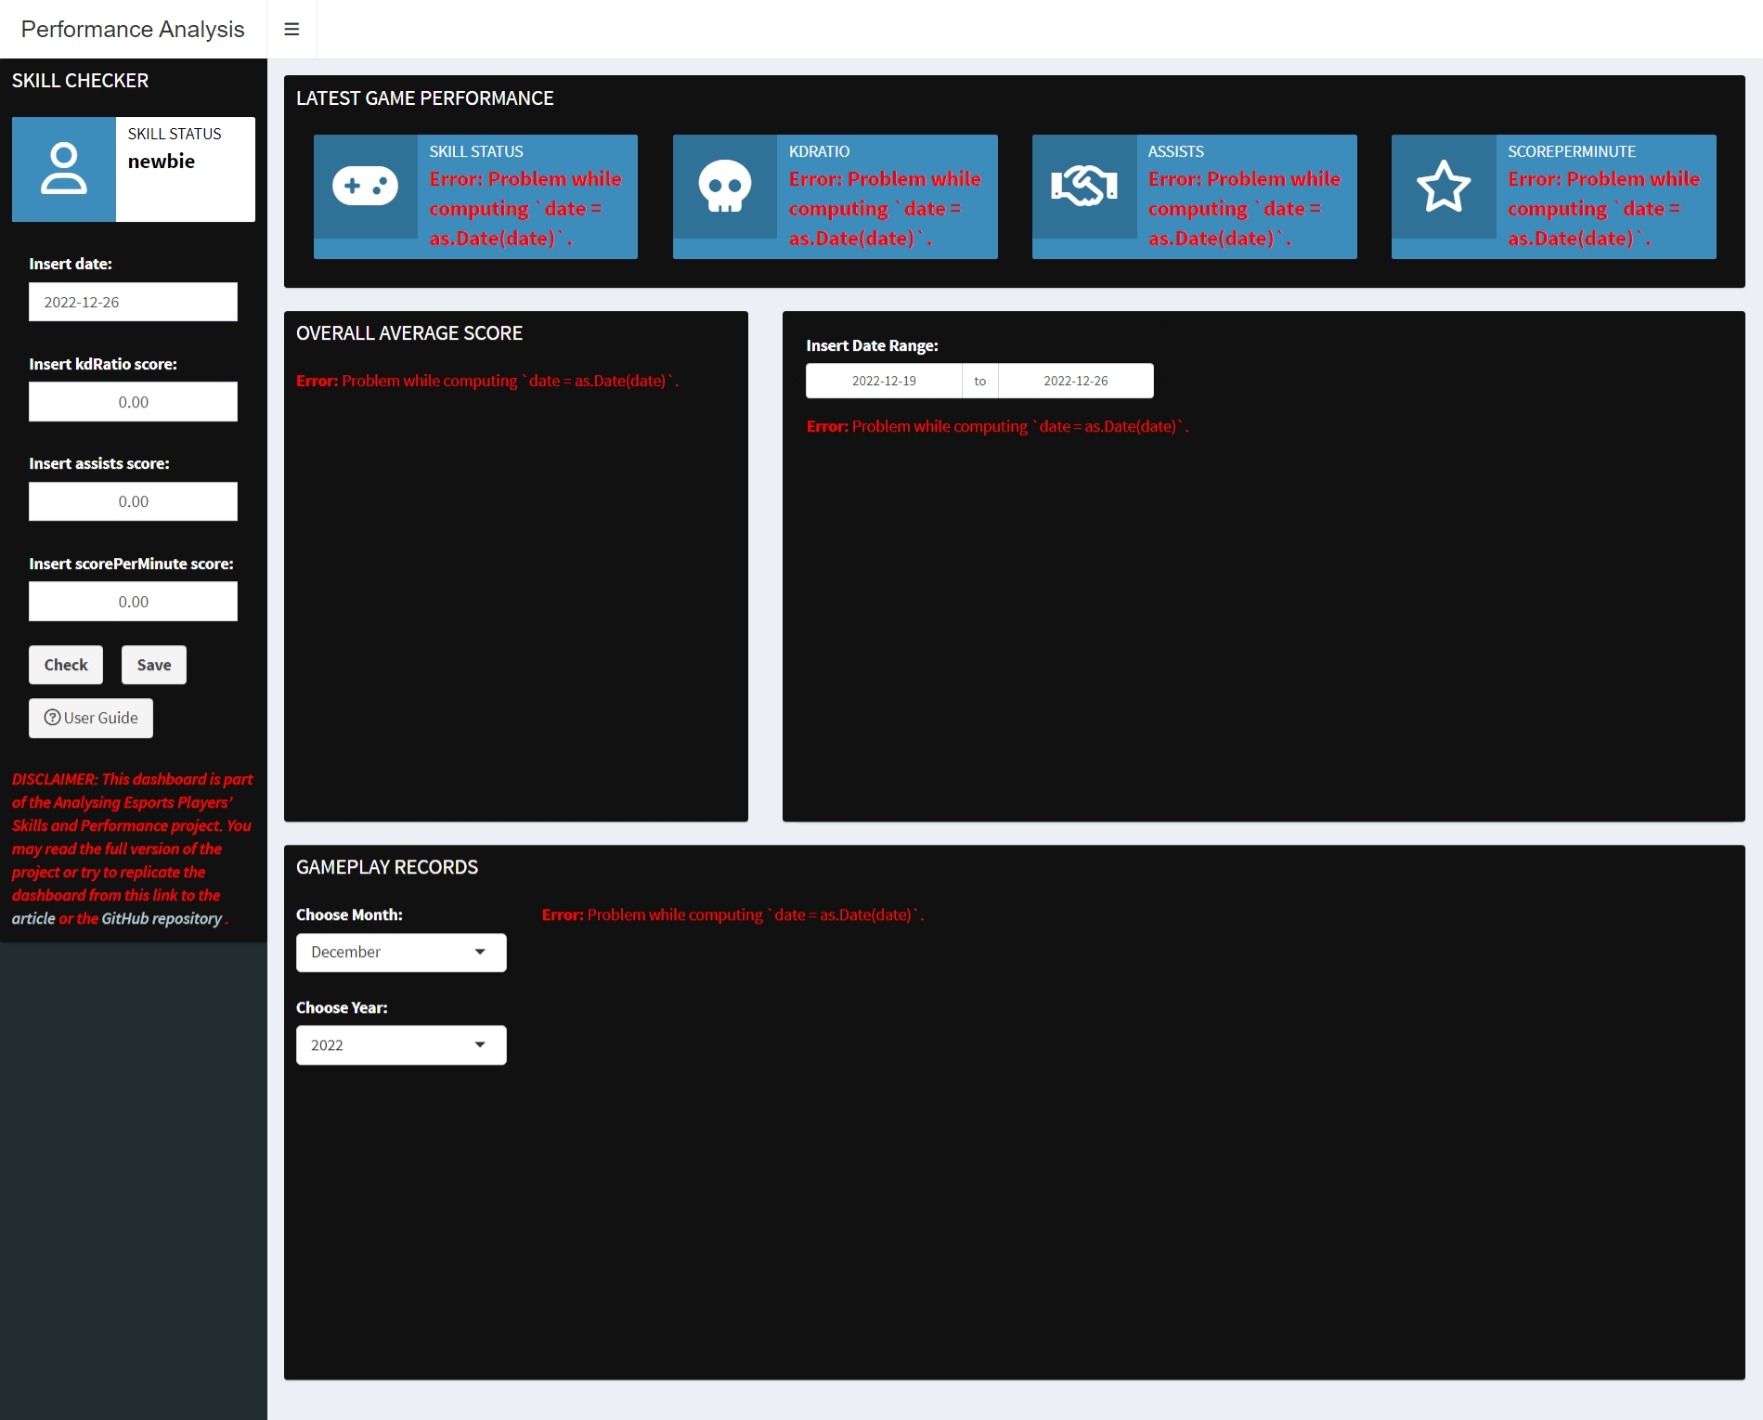 Performance Analysis
SKILL CHECKER
SKILL STATUS
newbie
Insert date:
2022-12-26
Insert kdRatio score:
0.00
Insert assists score:
0.00
Insert scorePerMinute score:
0.00
Check Save
User Guide
DISCLAIMER: This dashboard is part
of the Analysing Esports Players'
Skills and Performance project. You
may read the full version of the
project or try to replicate the
dashboard from this link to the
article or the GitHub repository .
LATEST GAME PERFORMANCE
SKILL STATUS
Error: Problem while
computing `date =
as.Date(date)`.
KDRATIO
Error: Problem while
computing `date =
as.Date(date)`.
ASSISTS
Error: Problem while
computing `date =
as.Date(date)`.
SCOREPERMINUTE
Error: Problem while
computing `date =
as.Date(date)`.
OVERALL AVERAGE SCORE
Error: Problem while computing `date = as.Date(date)`.
Insert Date Range:
2022-12-19 to 2022-12-26
Error: Problem while computing `date = as.Date(date)`.
GAMEPLAY RECORDS
Choose Month:
December
Choose Year:
2022
Error: Problem while computing `date = as.Date(date)`.